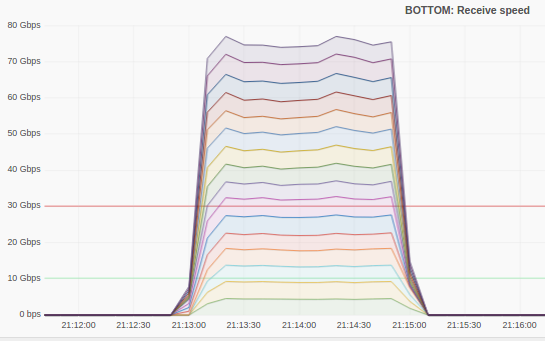 BOTTOM: Receive speed
80 Gbps
70 Gbps
60 Gbps
50 Gbps
40 Gbps
30 Gbps
20 Gbps
10 Gbps
0 bps
21:12:00 21:12:30 21:13:00 21:13:30 21:14:00 21:14:30 21:15:00 21:15:30 21:16:00